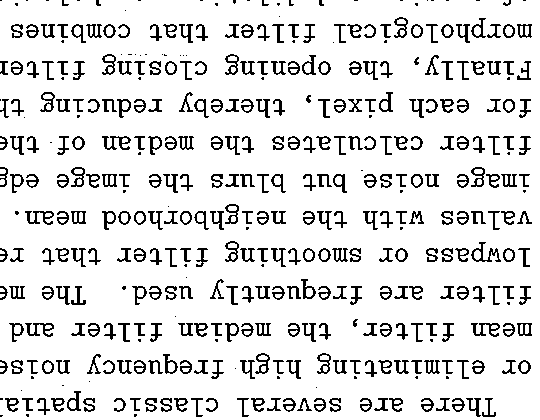 There are several classic spatial
or eliminating high frequency noise
mean filter, the median filter and
filter are frequently used. The me
lowpass or smoothing filter that re
values with the neighborhood mean.
image noise but blurs the image edg
filter calculates the median of the
for each pixel, thereby reducing th
Finally, the opening closing filter
morphological filter that combines